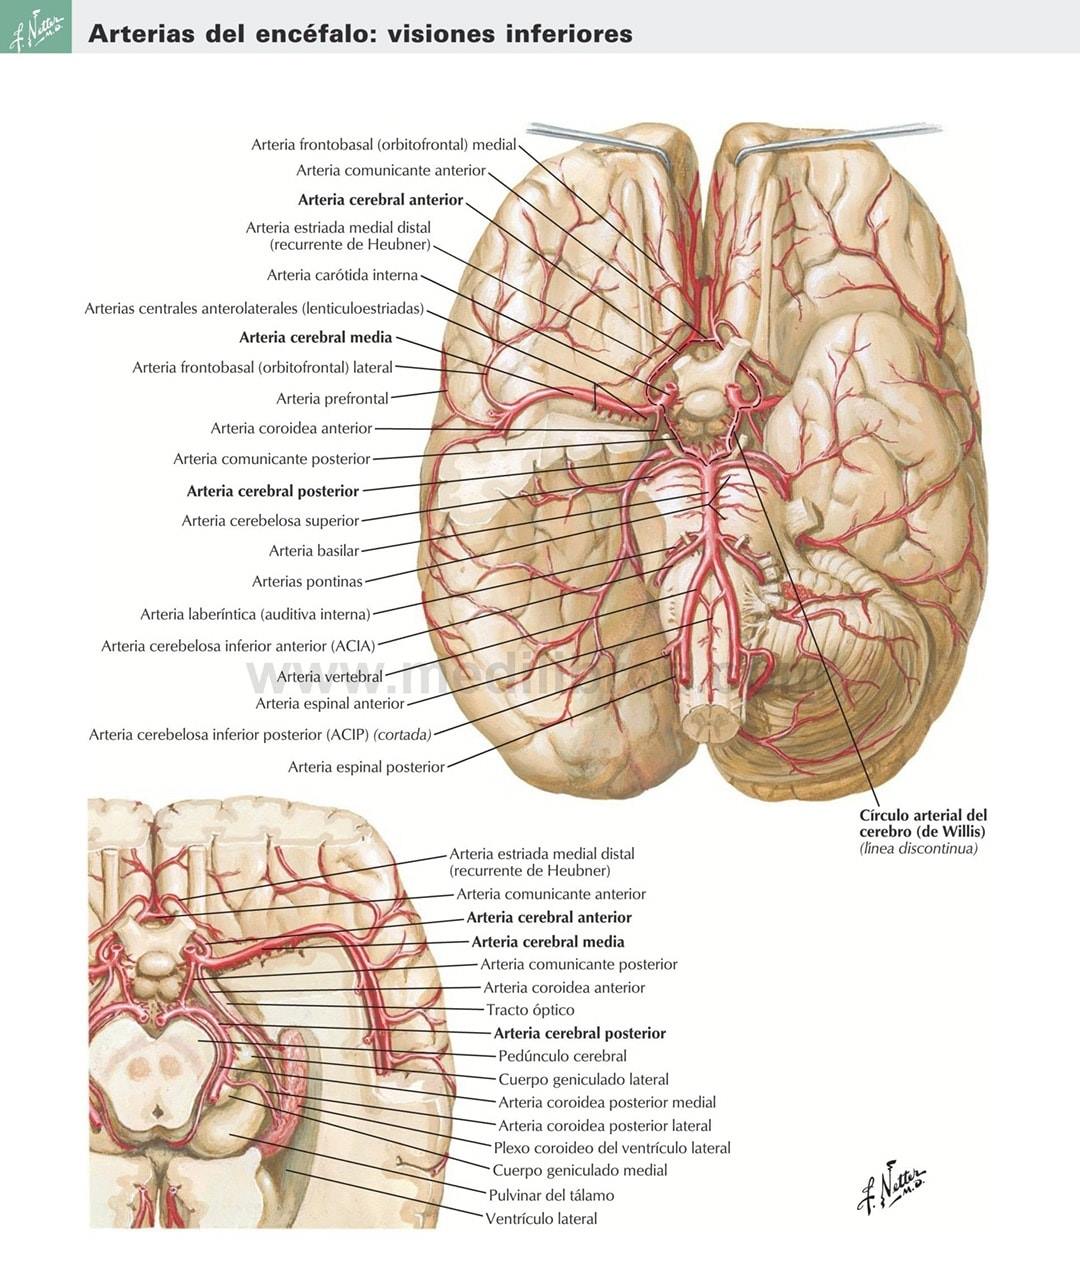 F. Netter M.D.
Arterias del encéfalo: visiones inferiores
Arteria frontobasal (orbitofrontal) medial
Arteria comunicante anterior
Arteria cerebral anterior
Arteria estriada medial distal
(recurrente de Heubner)
Arteria carótida interna
Arterias centrales anterolaterales (lenticuloestriadas)
Arteria cerebral media
Arteria frontobasal (orbitofrontal) lateral
Arteria prefrontal
Arteria coroidea anterior
Arteria comunicante posterior
Arteria cerebral posterior
Arteria cerebelosa superior
Arteria basilar
Arterias pontinas
Arteria laberíntica (auditiva interna)
Arteria cerebelosa inferior anterior (ACIA)
Arteria vertebral
Arteria espinal anterior
Arteria cerebelosa inferior posterior (ACIP) (cortada)
Arteria espinal posterior
Círculo arterial del
cerebro (de Willis)
(línea discontinua)
Arteria estriada medial distal
(recurrente de Heubner)
Arteria comunicante anterior
Arteria cerebral anterior
Arteria cerebral media
Arteria comunicante posterior
Arteria coroidea anterior
Tracto óptico
Arteria cerebral posterior
Pedúnculo cerebral
Cuerpo geniculado lateral
Arteria coroidea posterior medial
Arteria coroidea posterior lateral
Plexo coroideo del ventrículo lateral
Cuerpo geniculado medial
Pulvinar del tálamo
Ventrículo lateral
F. Netter M.D.